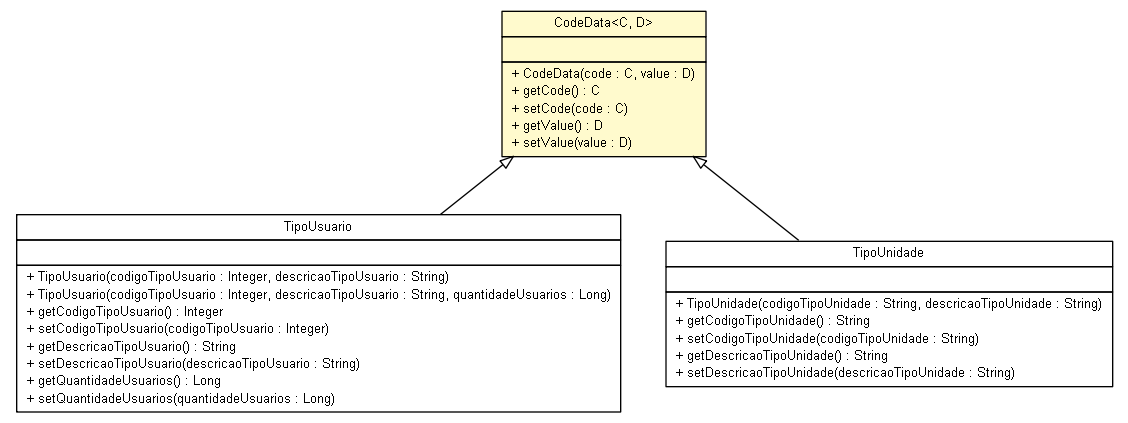 CodeData<C, D>
+ CodeData(code : C, value : D)
+ getCode() : C
+ setCode(code : C)
+ getValue() : D
+ setValue(value : D)
TipoUsuario
+ TipoUsuario(codigoTipoUsuario : Integer, descricaoTipoUsuario : String)
+ TipoUsuario(codigoTipoUsuario : Integer, descricaoTipoUsuario : String, quantidadeUsuarios : Long)
+ getCodigoTipoUsuario() : Integer
+ setCodigoTipoUsuario(codigoTipoUsuario : Integer)
+ getDescricaoTipoUsuario() : String
+ setDescricaoTipoUsuario(descricaoTipoUsuario : String)
+ getQuantidadeUsuarios() : Long
+ setQuantidadeUsuarios(quantidadeUsuarios : Long)
TipoUnidade
+ TipoUnidade(codigoTipoUnidade : String, descricaoTipoUnidade : String)
+ getCodigoTipoUnidade() : String
+ setCodigoTipoUnidade(codigoTipoUnidade : String)
+ getDescricaoTipoUnidade() : String
+ setDescricaoTipoUnidade(descricaoTipoUnidade : String)